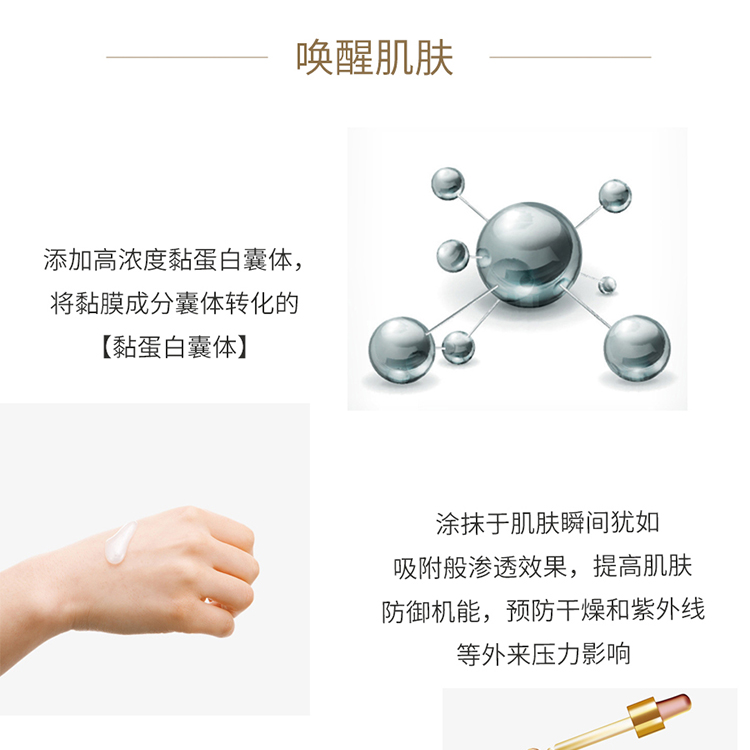 唤醒肌肤
添加高浓度黏蛋白囊体，
将黏膜成分囊体转化的
【黏蛋白囊体】
涂抹于肌肤瞬间犹如
吸附般渗透效果，提高肌肤
防御机能，预防干燥和紫外线
等外来压力影响